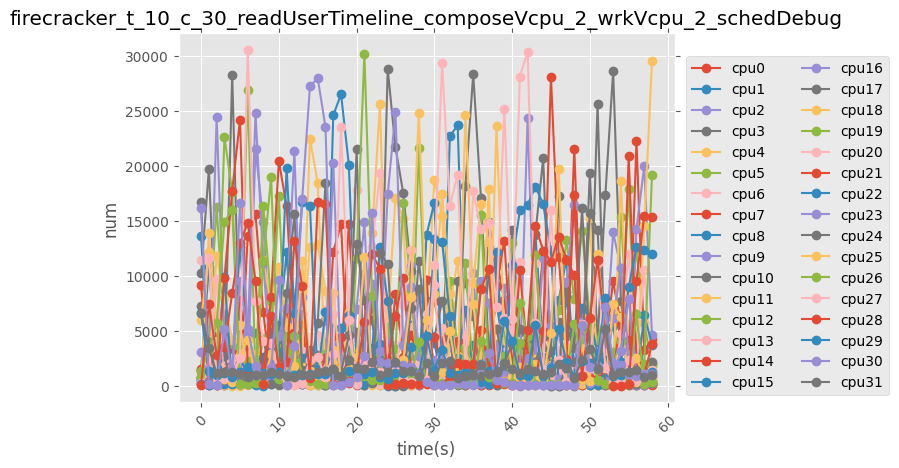 firecracker_t_10_c_30_readUserTimeline_composeVcpu_2_wrkVcpu_2_schedDebug
30000
25000
20000
15000
10000
5000
0
num
0 10 20 30 40 50 60
time(s)
cpu0 cpu16
cpu1 cpu17
cpu2 cpu18
cpu3 cpu19
cpu4 cpu20
cpu5 cpu21
cpu6 cpu22
cpu7 cpu23
cpu8 cpu24
cpu9 cpu25
cpu10 cpu26
cpu11 cpu27
cpu12 cpu28
cpu13 cpu29
cpu14 cpu30
cpu15 cpu31